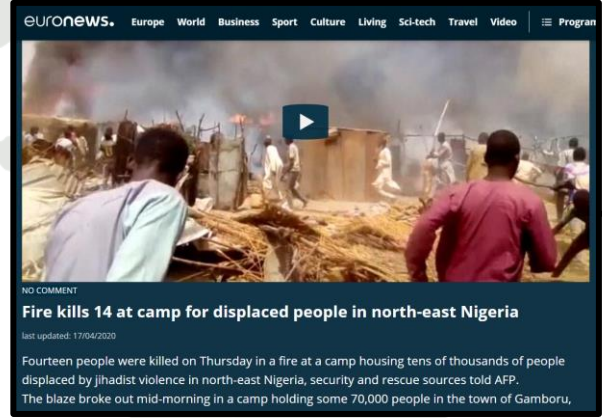 euronews. Europe World Business Sport Culture Living Sci-tech Travel Video Program
NO COMMENT
Fire kills 14 at camp for displaced people in north-east Nigeria
last updated: 17/04/2020
Fourteen people were killed on Thursday in a fire at a camp housing tens of thousands of people
displaced by jihadist violence in north-east Nigeria, security and rescue sources told AFP.
The blaze broke out mid-morning in a camp holding some 70,000 people in the town of Gamboru,